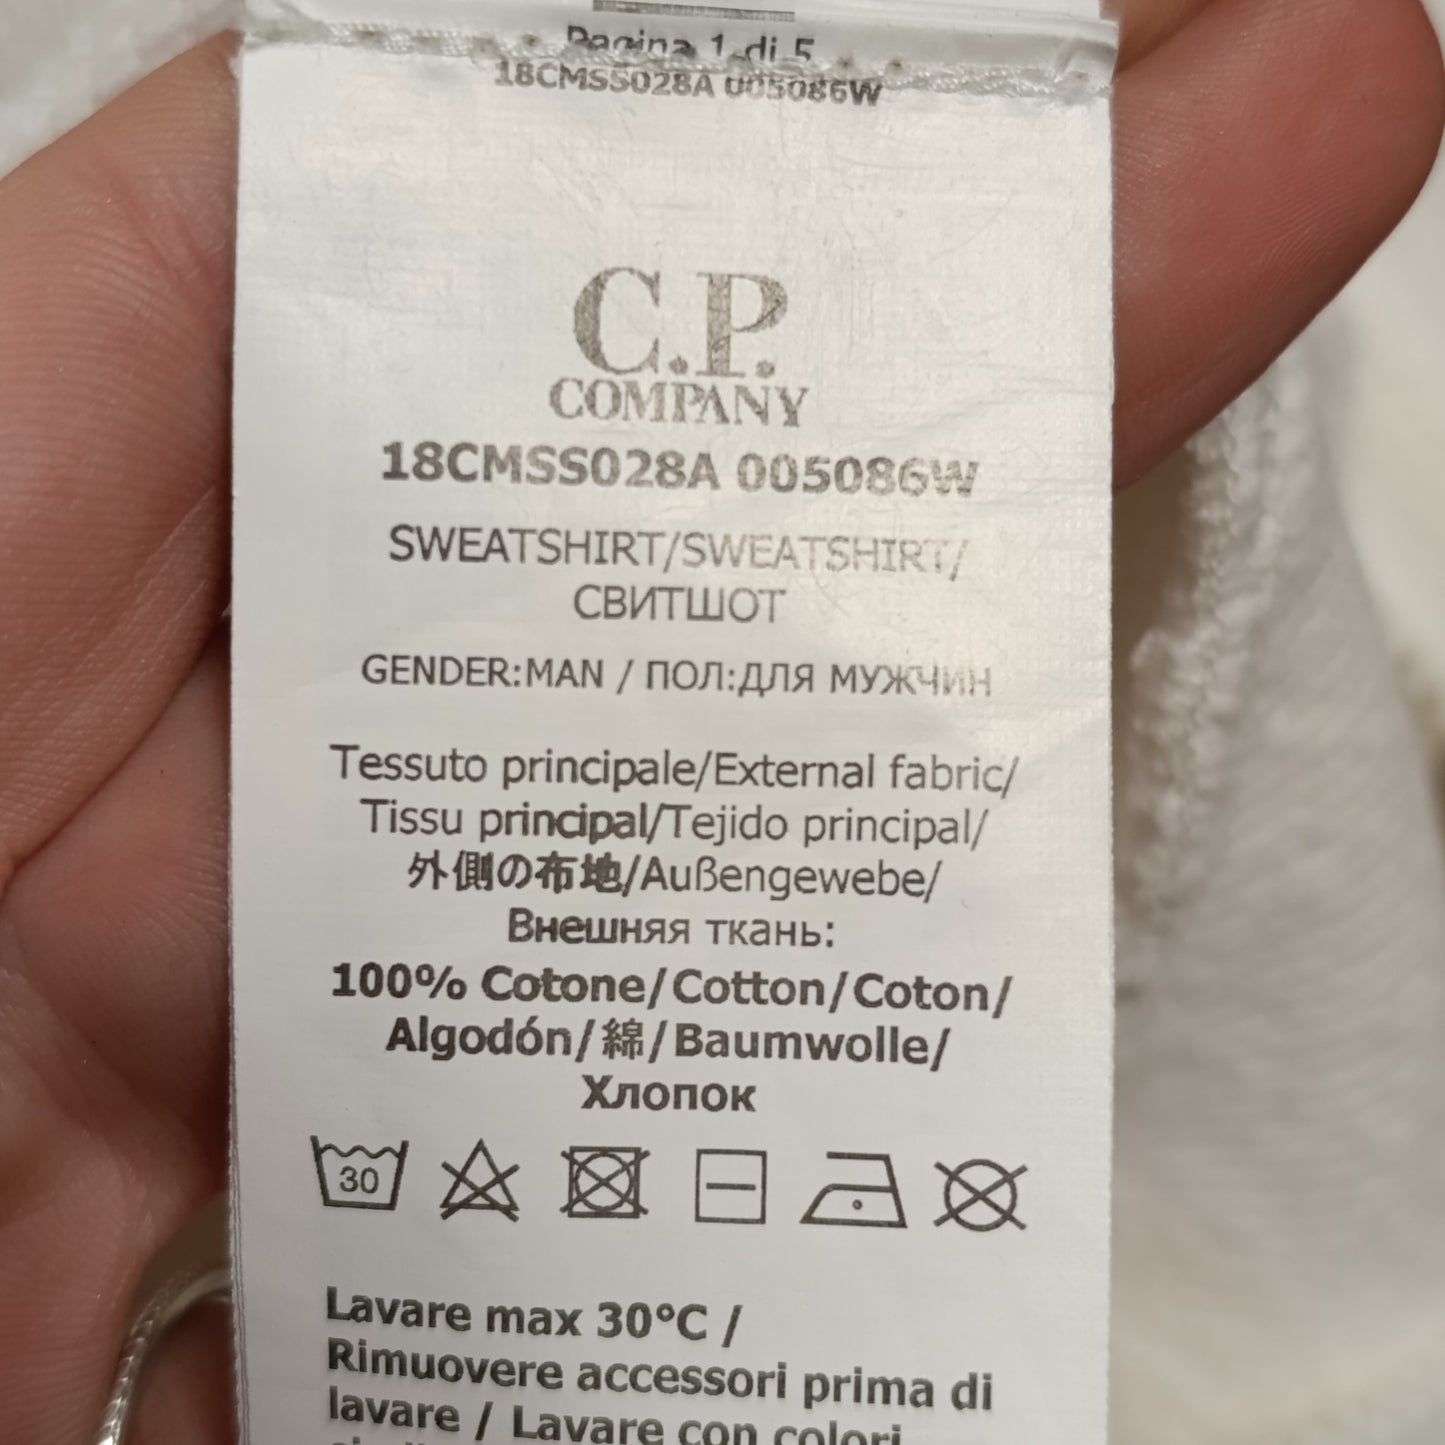 Pagina 1 di 5
18CMSS028A 005086W
C.P.
COMPANY
18CMSS028A 005086W
SWEATSHIRT/SWEATSHIRT/
СВИТШОТ
GENDER:MAN / ПОЛ:ДЛЯ МУЖЧИН
Tessuto principale/External fabric/
Tissu principal/Tejido principal/
外側の布地/Außengewebe/
Внешняя ткань:
100% Cotone/Cotton/Coton/
Algodón/綿/Baumwolle/
Хлопок
30
Lavare max 30°C /
Rimuovere accessori prima di
lavare / Lavare con colori